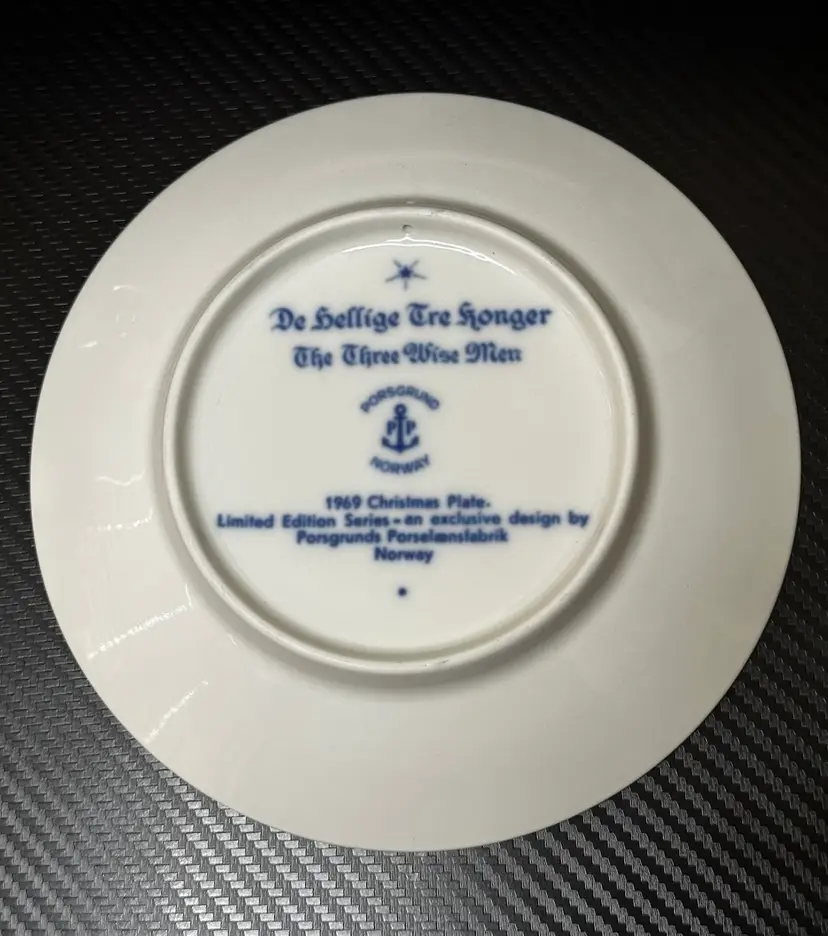 De Hellige Tre Konger
The Three Wise Men
PORSGRUND
PP
NORWAY
1969 Christmas Plate.
Limited Edition Series - an exclusive design by
Porsgrunds Porselænsfabrik
Norway